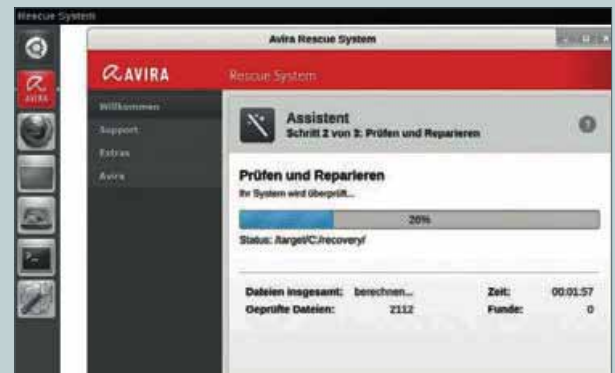 Rescue System
Avira Rescue System
AVIRA
Rescue System
AVIRA
Willkommen
Support
Extras
Avira
Assistent
Schritt 2 von 3: Prüfen und Reparieren
?
Prüfen und Reparieren
Ihr System wird überprüft...
26%
Status: /target/C:/recovery/
Dateien insgesamt: berechnen... Zeit: 00:01:57
Geprüfte Dateien: 2112 Funde: 0